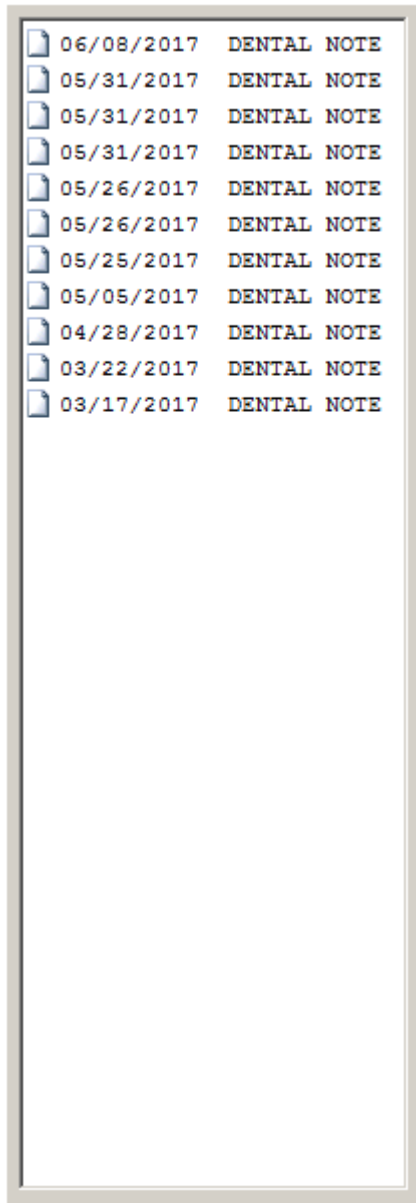 06/08/2017 DENTAL NOTE
05/31/2017 DENTAL NOTE
05/31/2017 DENTAL NOTE
05/31/2017 DENTAL NOTE
05/26/2017 DENTAL NOTE
05/26/2017 DENTAL NOTE
05/25/2017 DENTAL NOTE
05/05/2017 DENTAL NOTE
04/28/2017 DENTAL NOTE
03/22/2017 DENTAL NOTE
03/17/2017 DENTAL NOTE